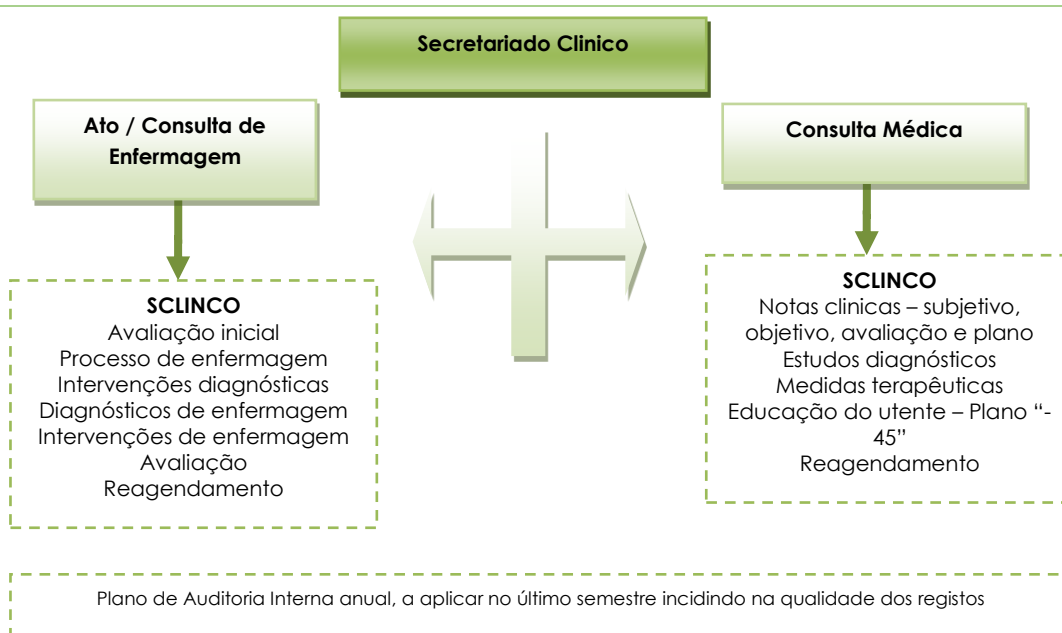 Secretariado Clinico
Ato / Consulta de
Enfermagem
SCLINCO
Avaliação inicial
Processo de enfermagem
Intervenções diagnósticas
Diagnósticos de enfermagem
Intervenções de enfermagem
Avaliação
Reagendamento
Consulta Médica
SCLINCO
Notas clinicas – subjetivo,
objetivo, avaliação e plano
Estudos diagnósticos
Medidas terapêuticas
Educação do utente – Plano “-
45”
Reagendamento
Plano de Auditoria Interna anual, a aplicar no último semestre incidindo na qualidade dos registos